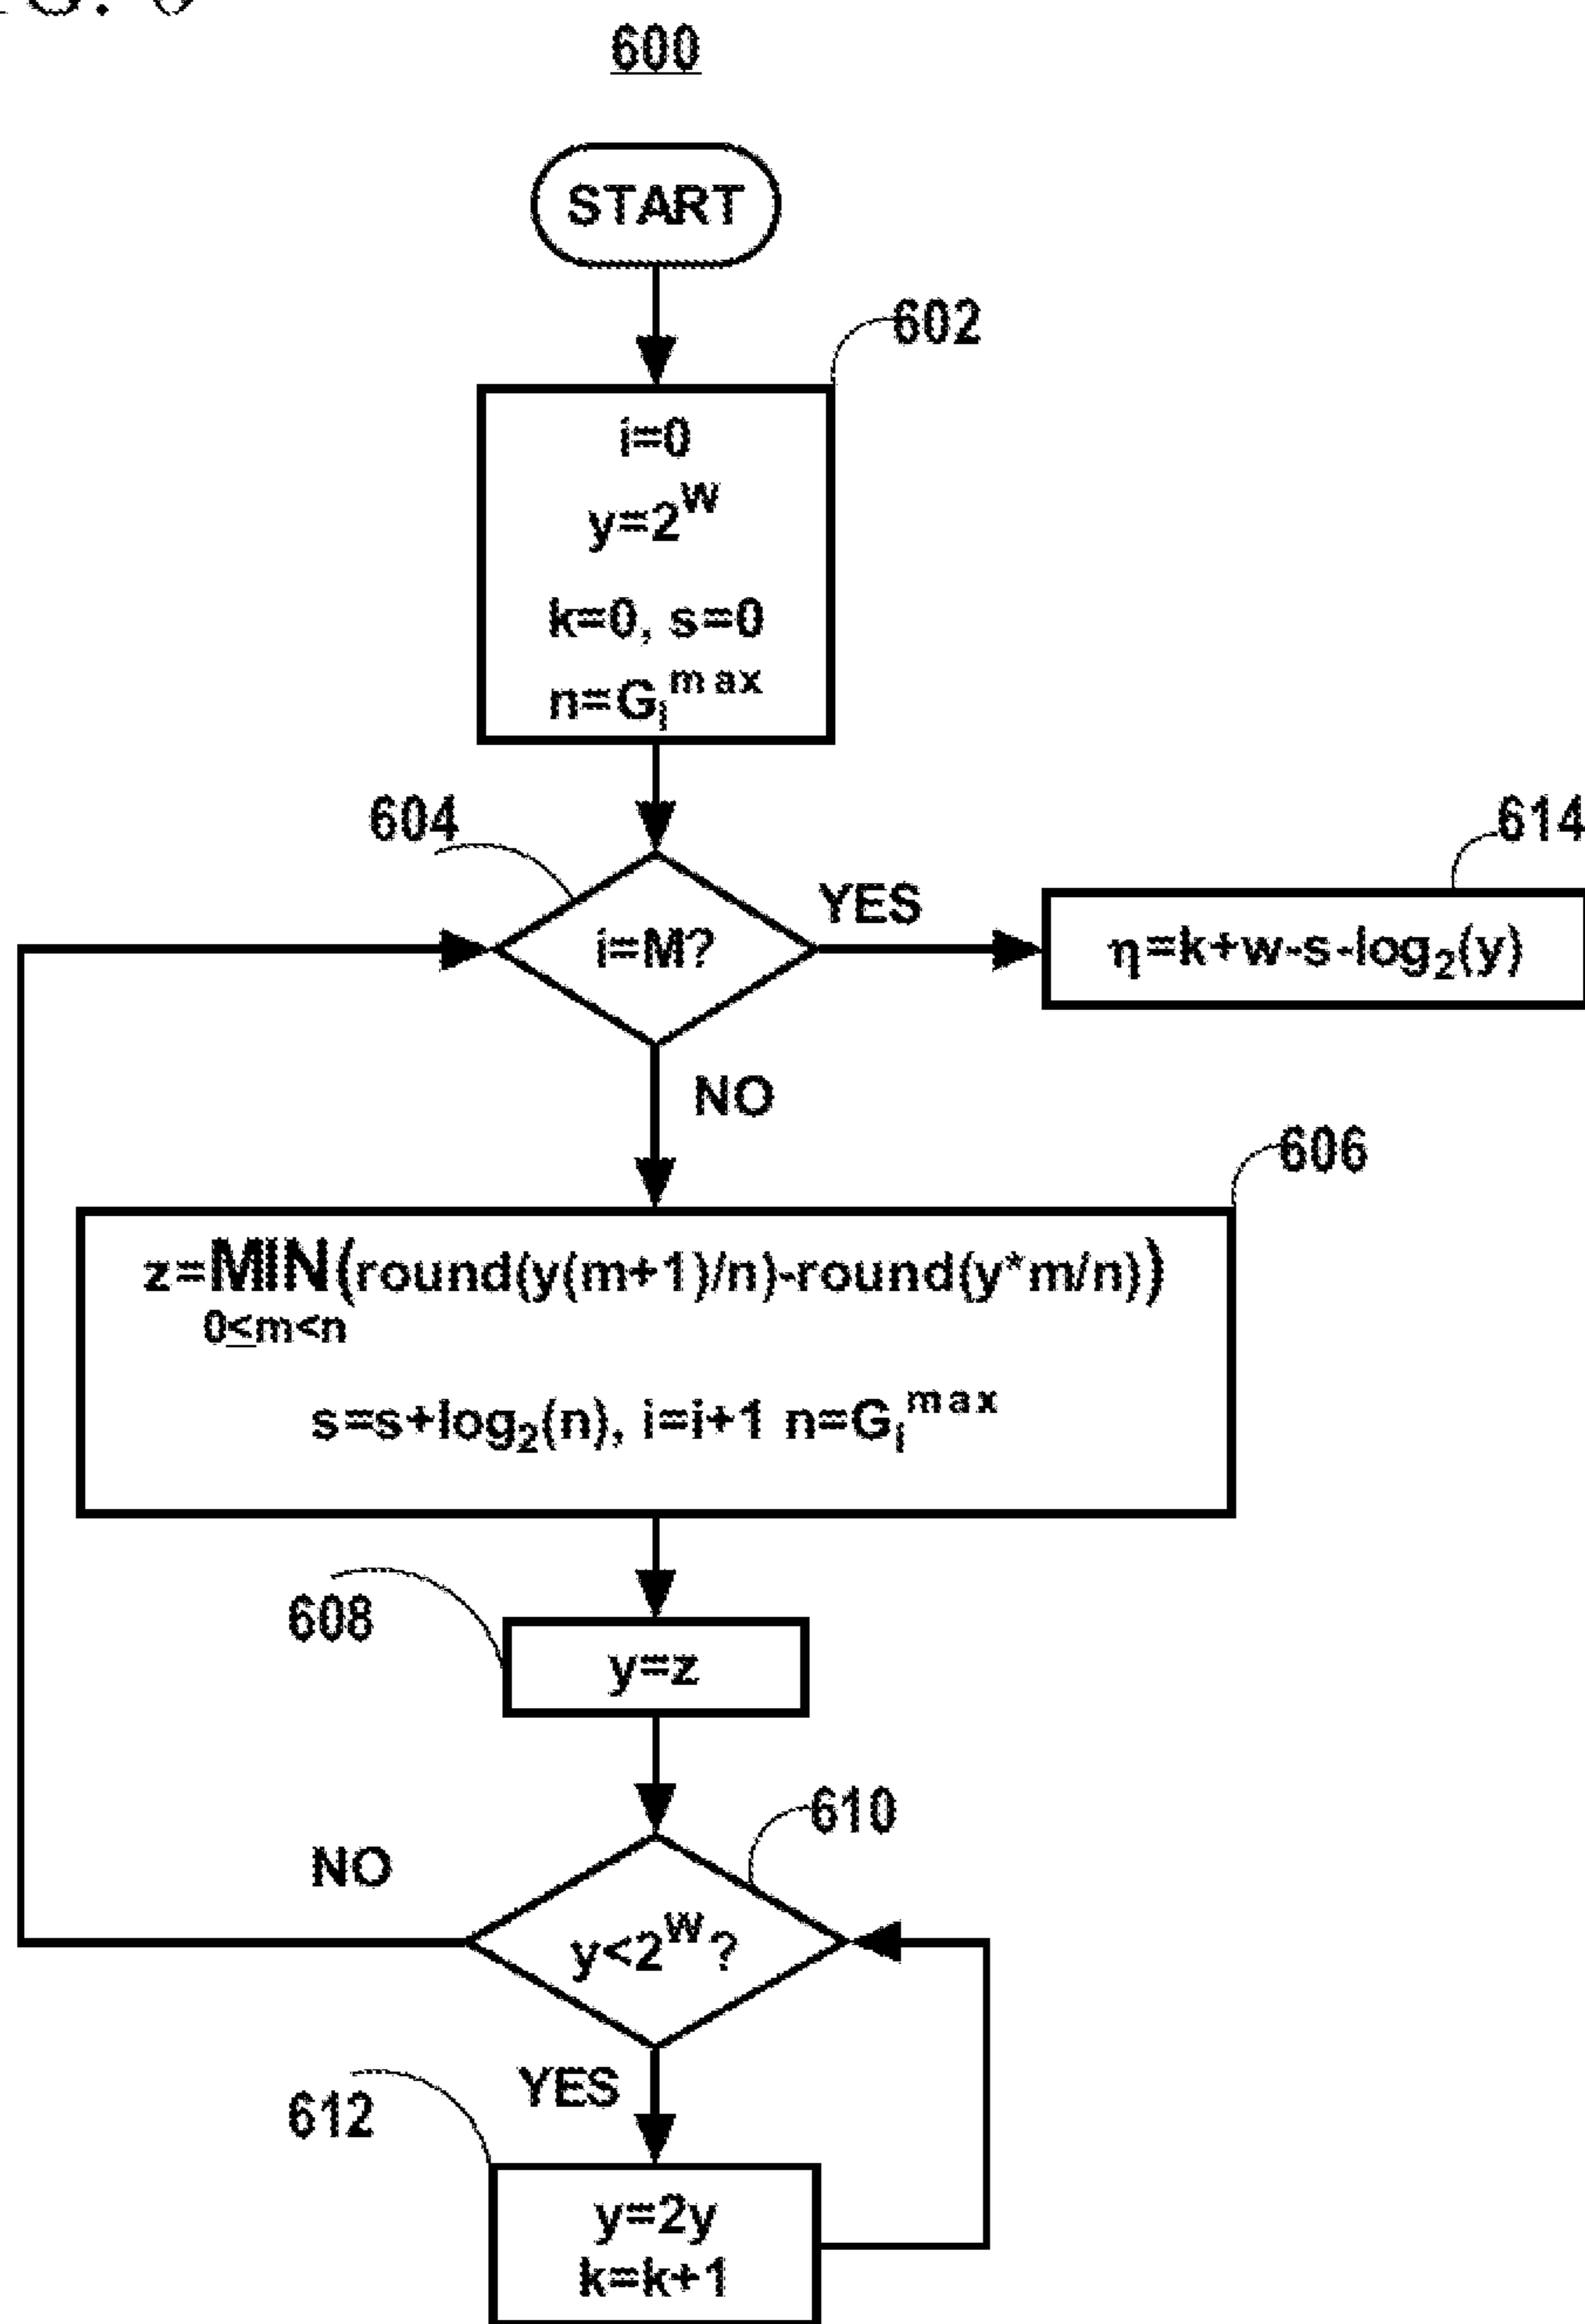 600
START
602
i=0
y=2^W
k=0, s=0
n=G_i^max
604
i=M?
YES
614
η=k+w-s-log₂(y)
NO
606
z=MIN(round(y(m+1)/n)-round(y*m/n))
0≤m<n
s=s+log₂(n), i=i+1 n=G_i^max
608
y=z
610
NO
y<2^W?
YES
612
y=2y
k=k+1